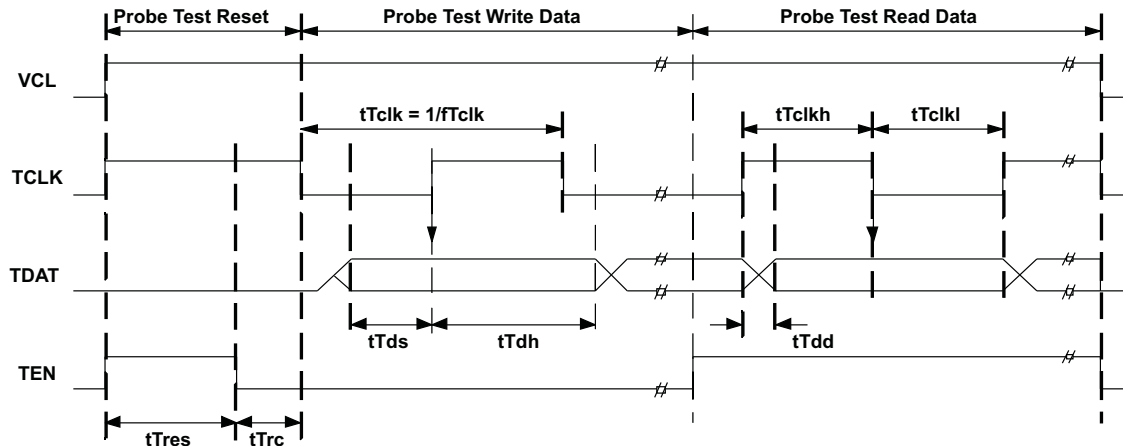 Probe Test Reset
Probe Test Write Data
Probe Test Read Data
VCL
tTclk = 1/fTclk
tTclkh
tTclkl
TCLK
TDAT
tTds
tTdh
tTdd
TEN
tTres
tTrc